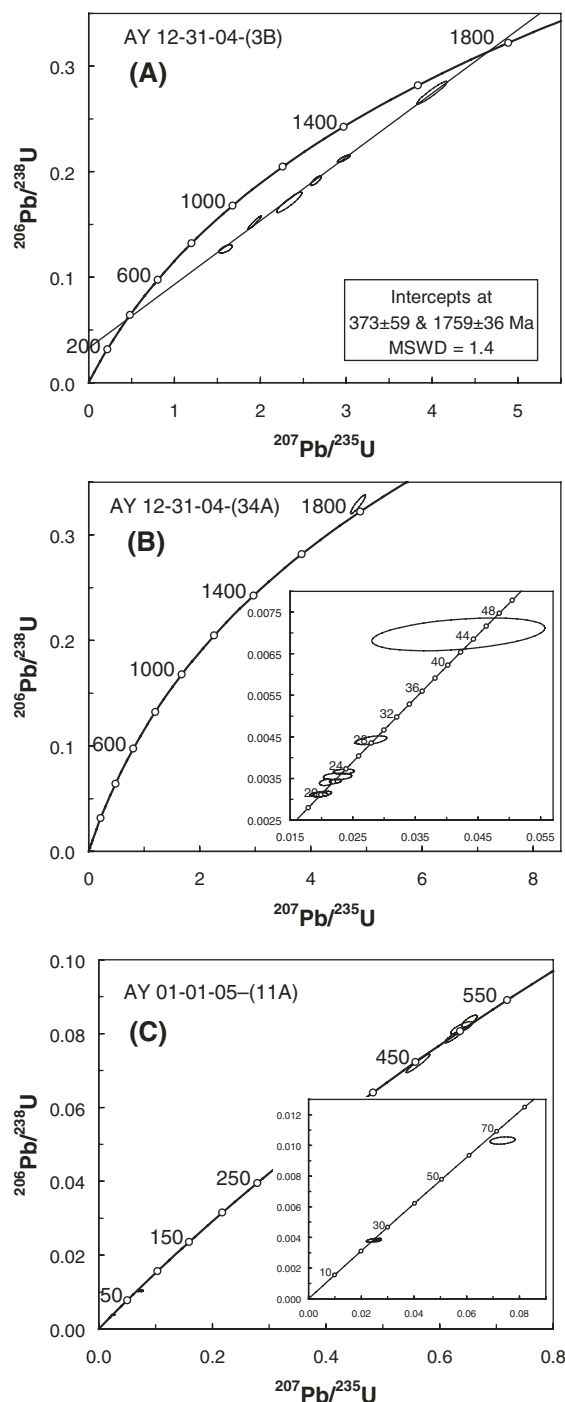 AY 12-31-04-(3B)
(A)
1800
1400
1000
600
200
0.3
0.2
0.1
0.0
206Pb/238U
Intercepts at
373±59 & 1759±36 Ma
MSWD = 1.4
0 1 2 3 4 5
207Pb/235U
AY 12-31-04-(34A)
(B)
1800
1400
1000
600
0.3
0.2
0.1
0.0
206Pb/238U
0.0075
0.0065
0.0055
0.0045
0.0035
0.0025
48
44
40
36
32
28
24
20
0.015 0.025 0.035 0.045 0.055
0 2 4 6 8
207Pb/235U
AY 01-01-05–(11A)
(C)
550
450
250
150
50
0.10
0.08
0.06
0.04
0.02
0.00
206Pb/238U
0.012
0.010
0.008
0.006
0.004
0.002
0.000
70
50
30
10
0.00 0.02 0.04 0.06 0.08
0.0 0.2 0.4 0.6 0.8
207Pb/235U